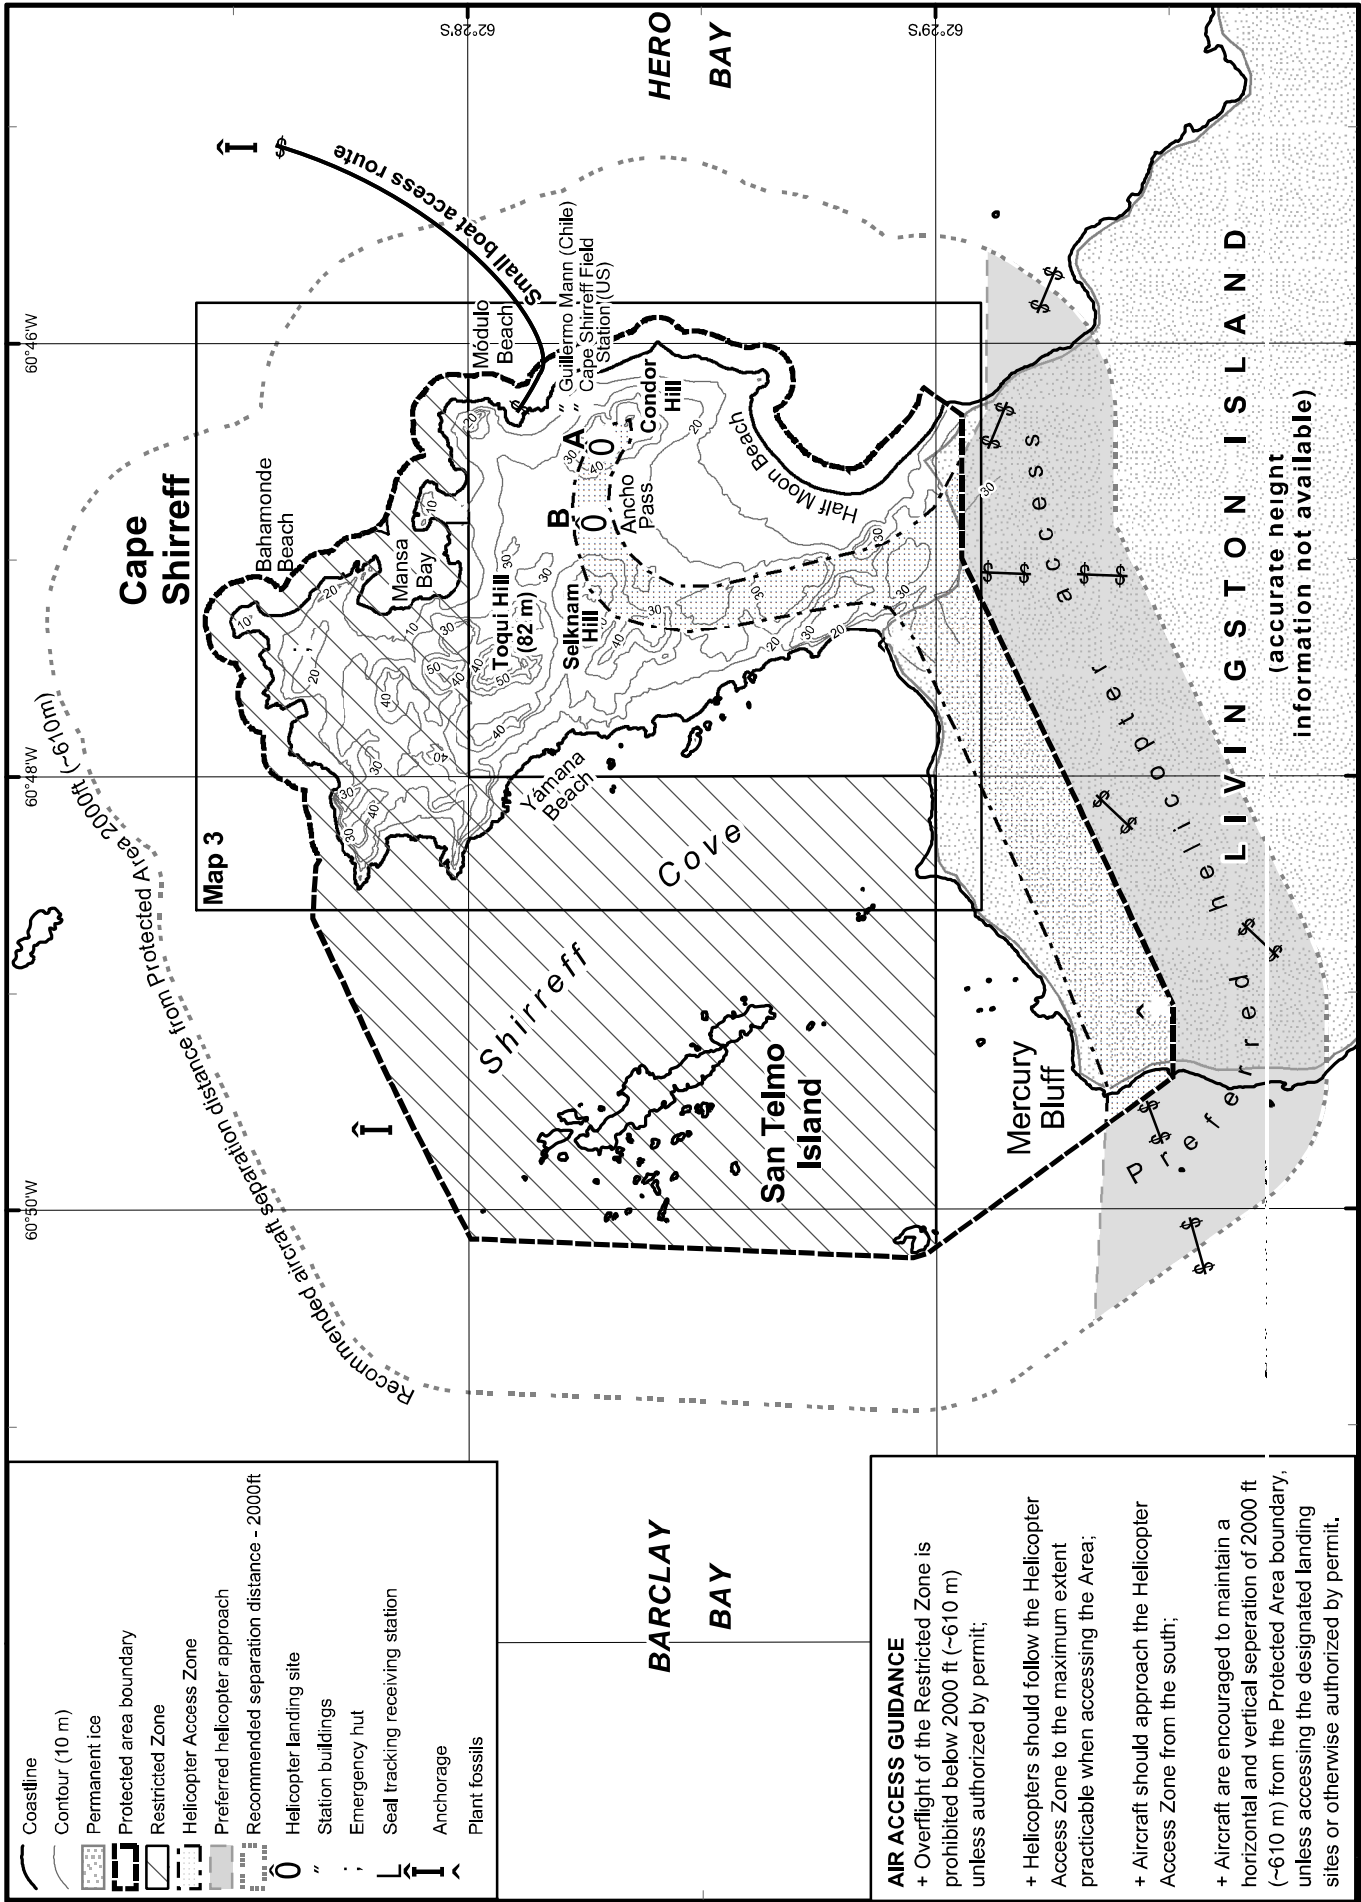 Cape
Shirreff
Bahamonde
Beach
Mansa
Bay
Módulo
Beach
Small boat access route
HERO
BAY
62°28'S
62°29'S
60°46'W
60°48'W
60°50'W
Recommended aircraft separation distance from Protected Area 2000ft (~610m)
Map 3
Toqui Hill
(82 m)
Selknam
Hill
Guillermo Mann (Chile)
Cape Shirreff Field
Station (US)
Condor
Hill
A
B
Ancho
Pass
Half Moon Beach
Yámana
Beach
Shirreff Cove
San Telmo
Island
Mercury
Bluff
Preferred helicopter access
LIVINGSTON ISLAND
(accurate height
information not available)
BARCLAY
BAY
Coastline
Contour (10 m)
Permanent ice
Protected area boundary
Restricted Zone
Helicopter Access Zone
Preferred helicopter approach
Recommended separation distance - 2000ft
Helicopter landing site
Station buildings
Emergency hut
Seal tracking receiving station
Anchorage
Plant fossils
AIR ACCESS GUIDANCE
+ Overflight of the Restricted Zone is
prohibited below 2000 ft (~610 m)
unless authorized by permit;
+ Helicopters should follow the Helicopter
Access Zone to the maximum extent
practicable when accessing the Area;
+ Aircraft should approach the Helicopter
Access Zone from the south;
+ Aircraft are encouraged to maintain a
horizontal and vertical seperation of 2000 ft
(~610 m) from the Protected Area boundary,
unless accessing the designated landing
sites or otherwise authorized by permit.